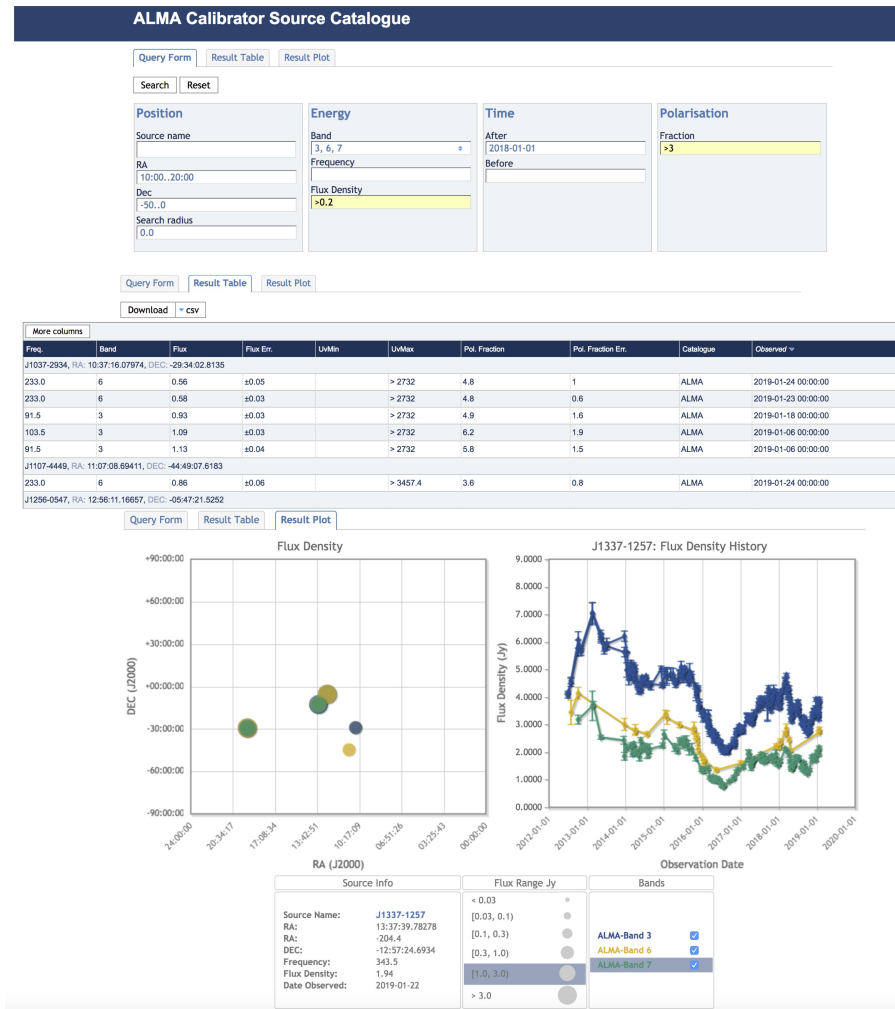 ALMA Calibrator Source Catalogue
Query Form Result Table Result Plot
Search Reset
Position Energy Time Polarisation
Source name Band After Fraction
3, 6, 7 2018-01-01 >3
RA Frequency Before
10:00..20:00
Dec Flux Density
-50..0 >0.2
Search radius
0.0
Query Form Result Table Result Plot
Download csv
More columns
Freq. Band Flux Flux Err. UvMin UvMax Pol. Fraction Pol. Fraction Err. Catalogue Observed
J1037-2934, RA: 10:37:16.07974, DEC: -29:34:02.8135
233.0 6 0.56 ±0.05 > 2732 4.8 1 ALMA 2019-01-24 00:00:00
233.0 6 0.58 ±0.03 > 2732 4.8 0.6 ALMA 2019-01-23 00:00:00
91.5 3 0.93 ±0.03 > 2732 4.9 1.6 ALMA 2019-01-18 00:00:00
103.5 3 1.09 ±0.03 > 2732 6.2 1.9 ALMA 2019-01-06 00:00:00
91.5 3 1.13 ±0.04 > 2732 5.8 1.5 ALMA 2019-01-06 00:00:00
J1107-4449, RA: 11:07:08.69411, DEC: -44:49:07.6183
233.0 6 0.86 ±0.06 > 3457.4 3.6 0.8 ALMA 2019-01-24 00:00:00
J1256-0547, RA: 12:56:11.16657, DEC: -05:47:21.5252
Query Form Result Table Result Plot
Flux Density
+90:00:00
+60:00:00
+30:00:00
+00:00:00
-30:00:00
-60:00:00
-90:00:00
DEC (J2000)
24:00:00 20:34:17 17:08:34 13:42:51 10:17:09 06:51:26 03:25:43 00:00:00
RA (J2000)
J1337-1257: Flux Density History
9.0000
8.0000
7.0000
6.0000
5.0000
4.0000
3.0000
2.0000
1.0000
0.0000
Flux Density (Jy)
2012-01-01 2013-01-01 2014-01-01 2015-01-01 2016-01-01 2017-01-01 2018-01-01 2019-01-01 2020-01-01
Observation Date
Source Info Flux Range Jy Bands
Source Name: J1337-1257
RA: 13:37:39.78278
RA: -204.4
DEC: -12:57:24.6934
Frequency: 343.5
Flux Density: 1.94
Date Observed: 2019-01-22
< 0.03
[0.03, 0.1)
[0.1, 0.3)
[0.3, 1.0)
[1.0, 3.0)
> 3.0
ALMA-Band 3
ALMA-Band 6
ALMA-Band 7